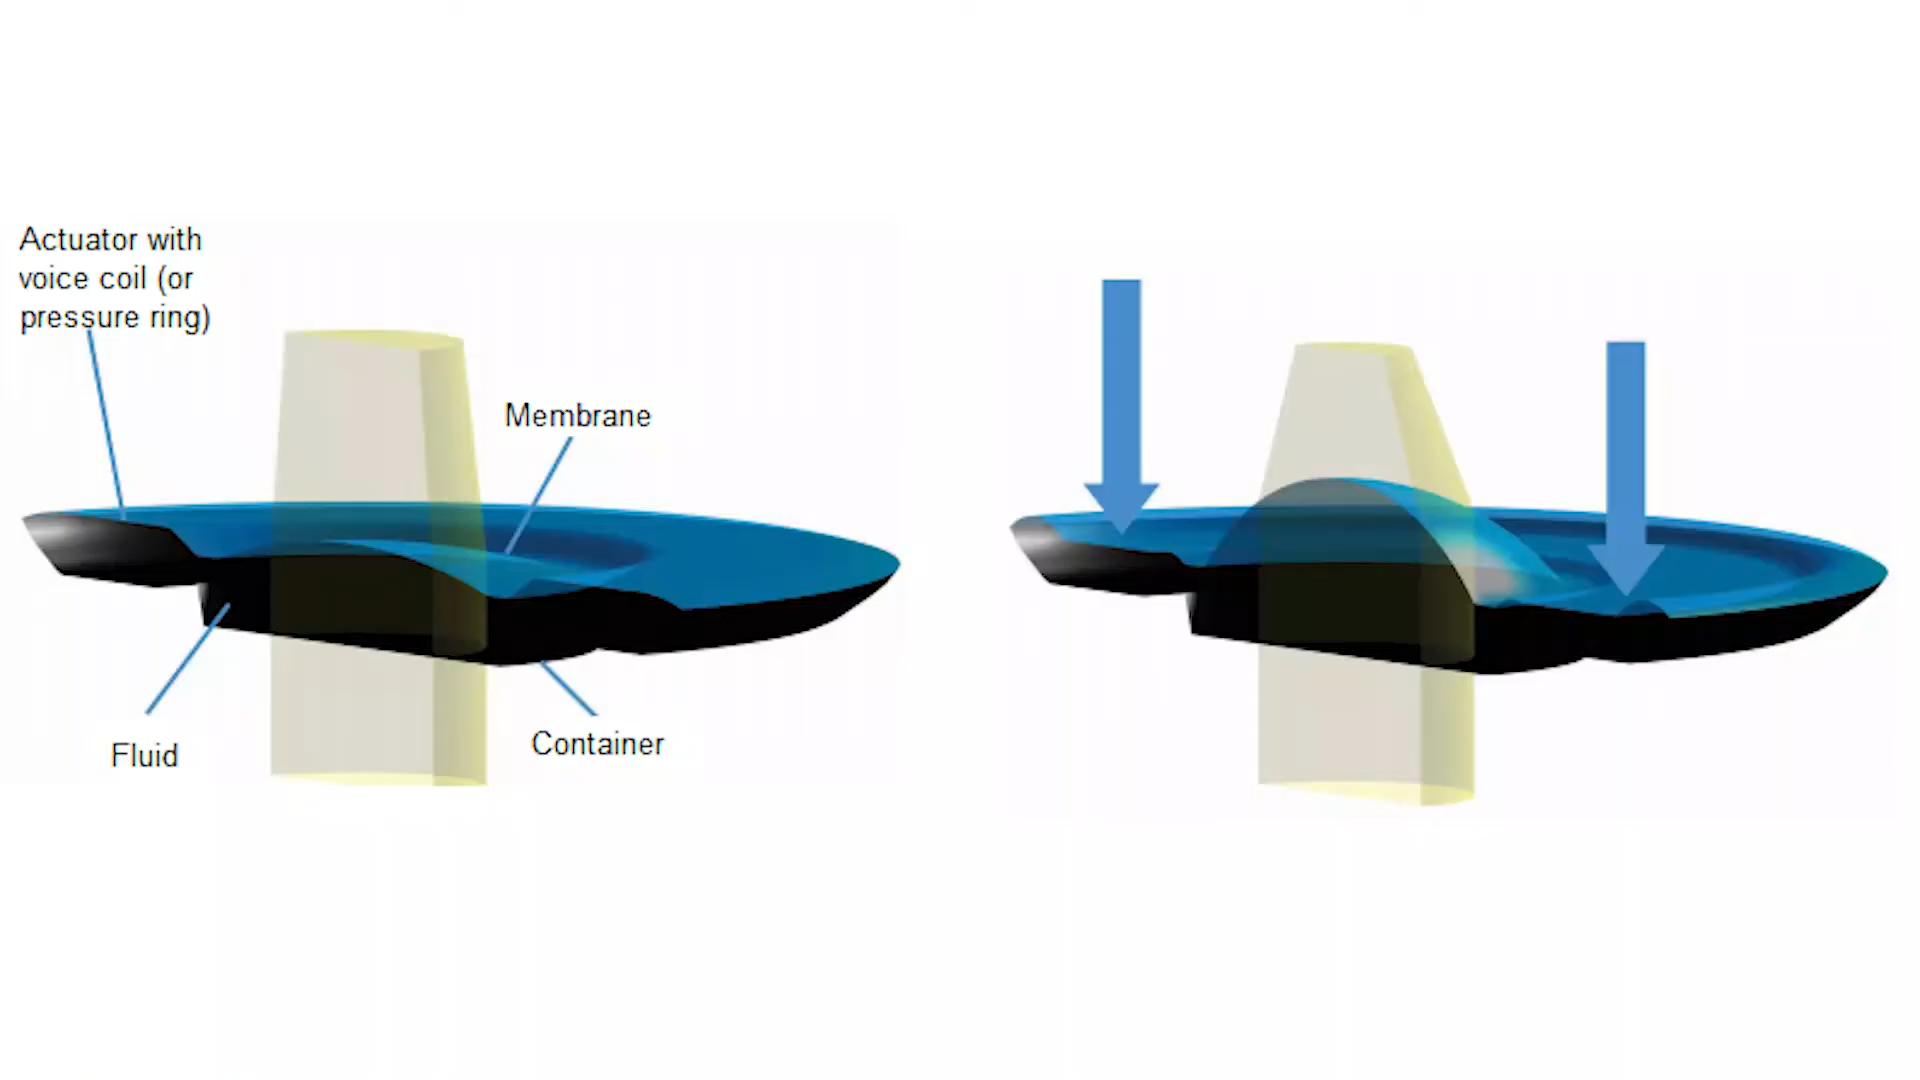 Actuator with
voice coil (or
pressure ring)
Membrane
Fluid
Container